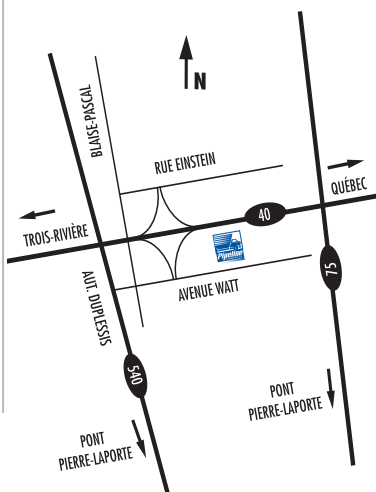 N
BLAISE-PASCAL
RUE EINSTEIN
QUÉBEC
40
TROIS-RIVIÈRE
Pipeline
75
AVENUE WATT
AUT. DUPLESSIS
540
PONT
PIERRE-LAPORTE
PONT
PIERRE-LAPORTE